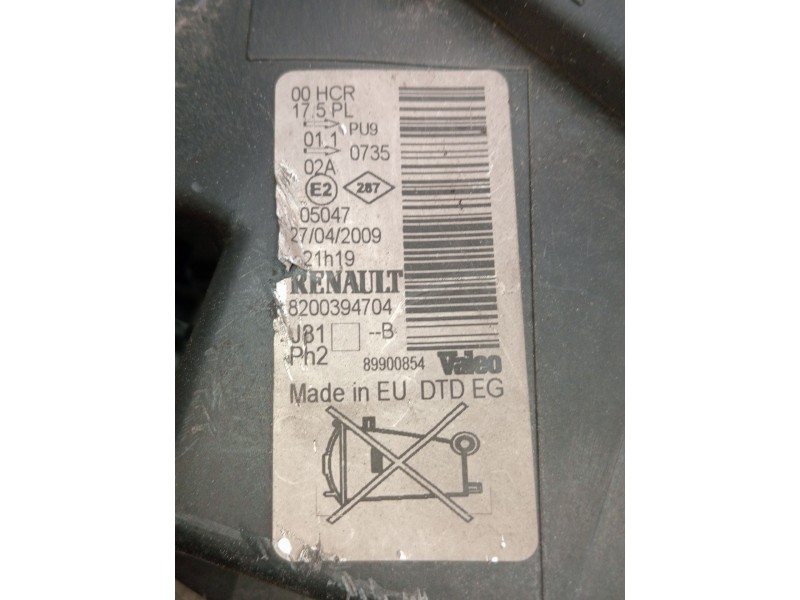 00 HCR
17.5 PL
PU9
01.1
0735
02A
E2 287
05047
27/04/2009
21h19
RENAULT
8200394704
J81 --B
Ph2
89900854 Valeo
Made in EU DTD EG